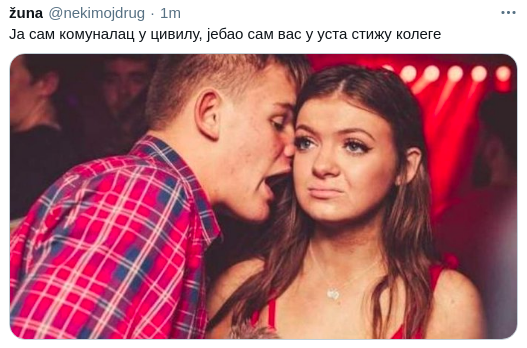 žuna @nekimojdrug · 1m
Ја сам комуналац у цивилу, јебао сам вас у уста стижу колеге